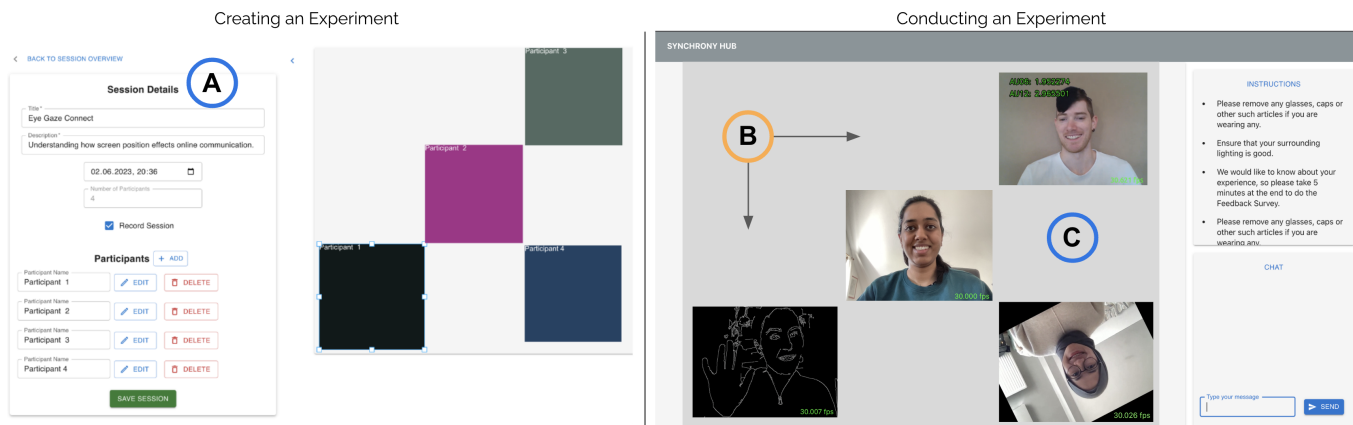 Creating an Experiment
BACK TO SESSION OVERVIEW
A
Session Details
Title*
Eye Gaze Connect
Description*
Understanding how screen position effects online communication.
02.06.2023, 20:36
Number of Participants
4
Record Session
Participants
+ ADD
Participant Name
Participant 1
EDIT
DELETE
Participant Name
Participant 2
EDIT
DELETE
Participant Name
Participant 3
EDIT
DELETE
Participant Name
Participant 4
EDIT
DELETE
SAVE SESSION
Participant 3
Participant 2
Participant 1
Participant 4
Conducting an Experiment
SYNCHRONY HUB
B
C
30.000 fps
30.007 fps
30.026 fps
INSTRUCTIONS
• Please remove any glasses, caps or
other such articles if you are
wearing any.
• Ensure that your surrounding
lighting is good.
• We would like to know about your
experience, so please take 5
minutes at the end to do the
Feedback Survey.
• Please remove any glasses, caps or
other such articles if you are
wearing any.
CHAT
Type your message
SEND